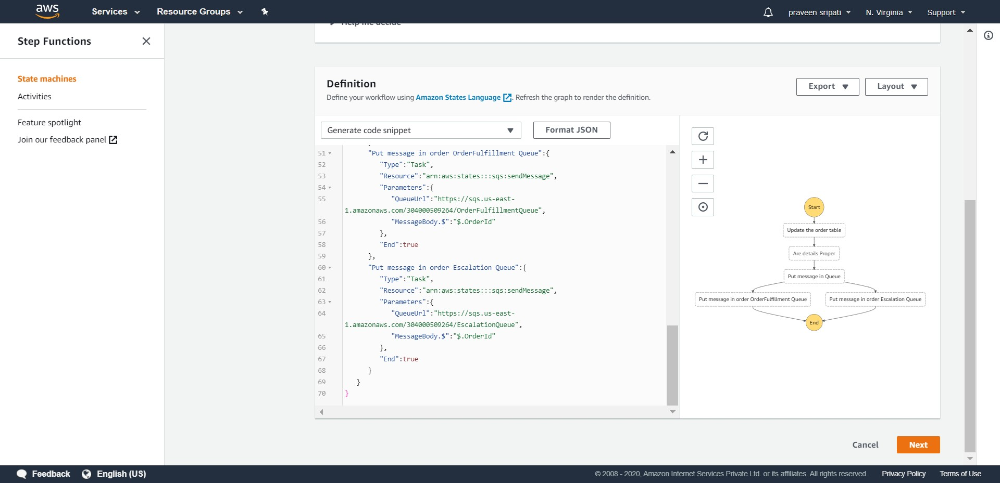 aws
Services
Resource Groups
praveen sripati
N. Virginia
Support
Step Functions
State machines
Activities
Feature spotlight
Join our feedback panel
Help me decide
Definition
Define your workflow using Amazon States Language . Refresh the graph to render the definition.
Export
Layout
Generate code snippet
Format JSON
51 "Put message in order OrderFulfillment Queue":{
52 "Type":"Task",
53 "Resource":"arn:aws:states:::sqs:sendMessage",
54 "Parameters":{
55 "QueueUrl":"https://sqs.us-east-
1.amazonaws.com/304000509264/OrderFulfillmentQueue",
56 "MessageBody.$":"$.OrderId"
57 },
58 "End":true
59 },
60 "Put message in order Escalation Queue":{
61 "Type":"Task",
62 "Resource":"arn:aws:states:::sqs:sendMessage",
63 "Parameters":{
64 "QueueUrl":"https://sqs.us-east-
1.amazonaws.com/304000509264/EscalationQueue",
65 "MessageBody.$":"$.OrderId"
66 },
67 "End":true
68 }
69 }
70 }
Start
Update the order table
Are details Proper
Put message in Queue
Put message in order OrderFulfillment Queue
Put message in order Escalation Queue
End
Cancel
Next
Feedback
English (US)
© 2008 - 2020, Amazon Internet Services Private Ltd. or its affiliates. All rights reserved.
Privacy Policy
Terms of Use